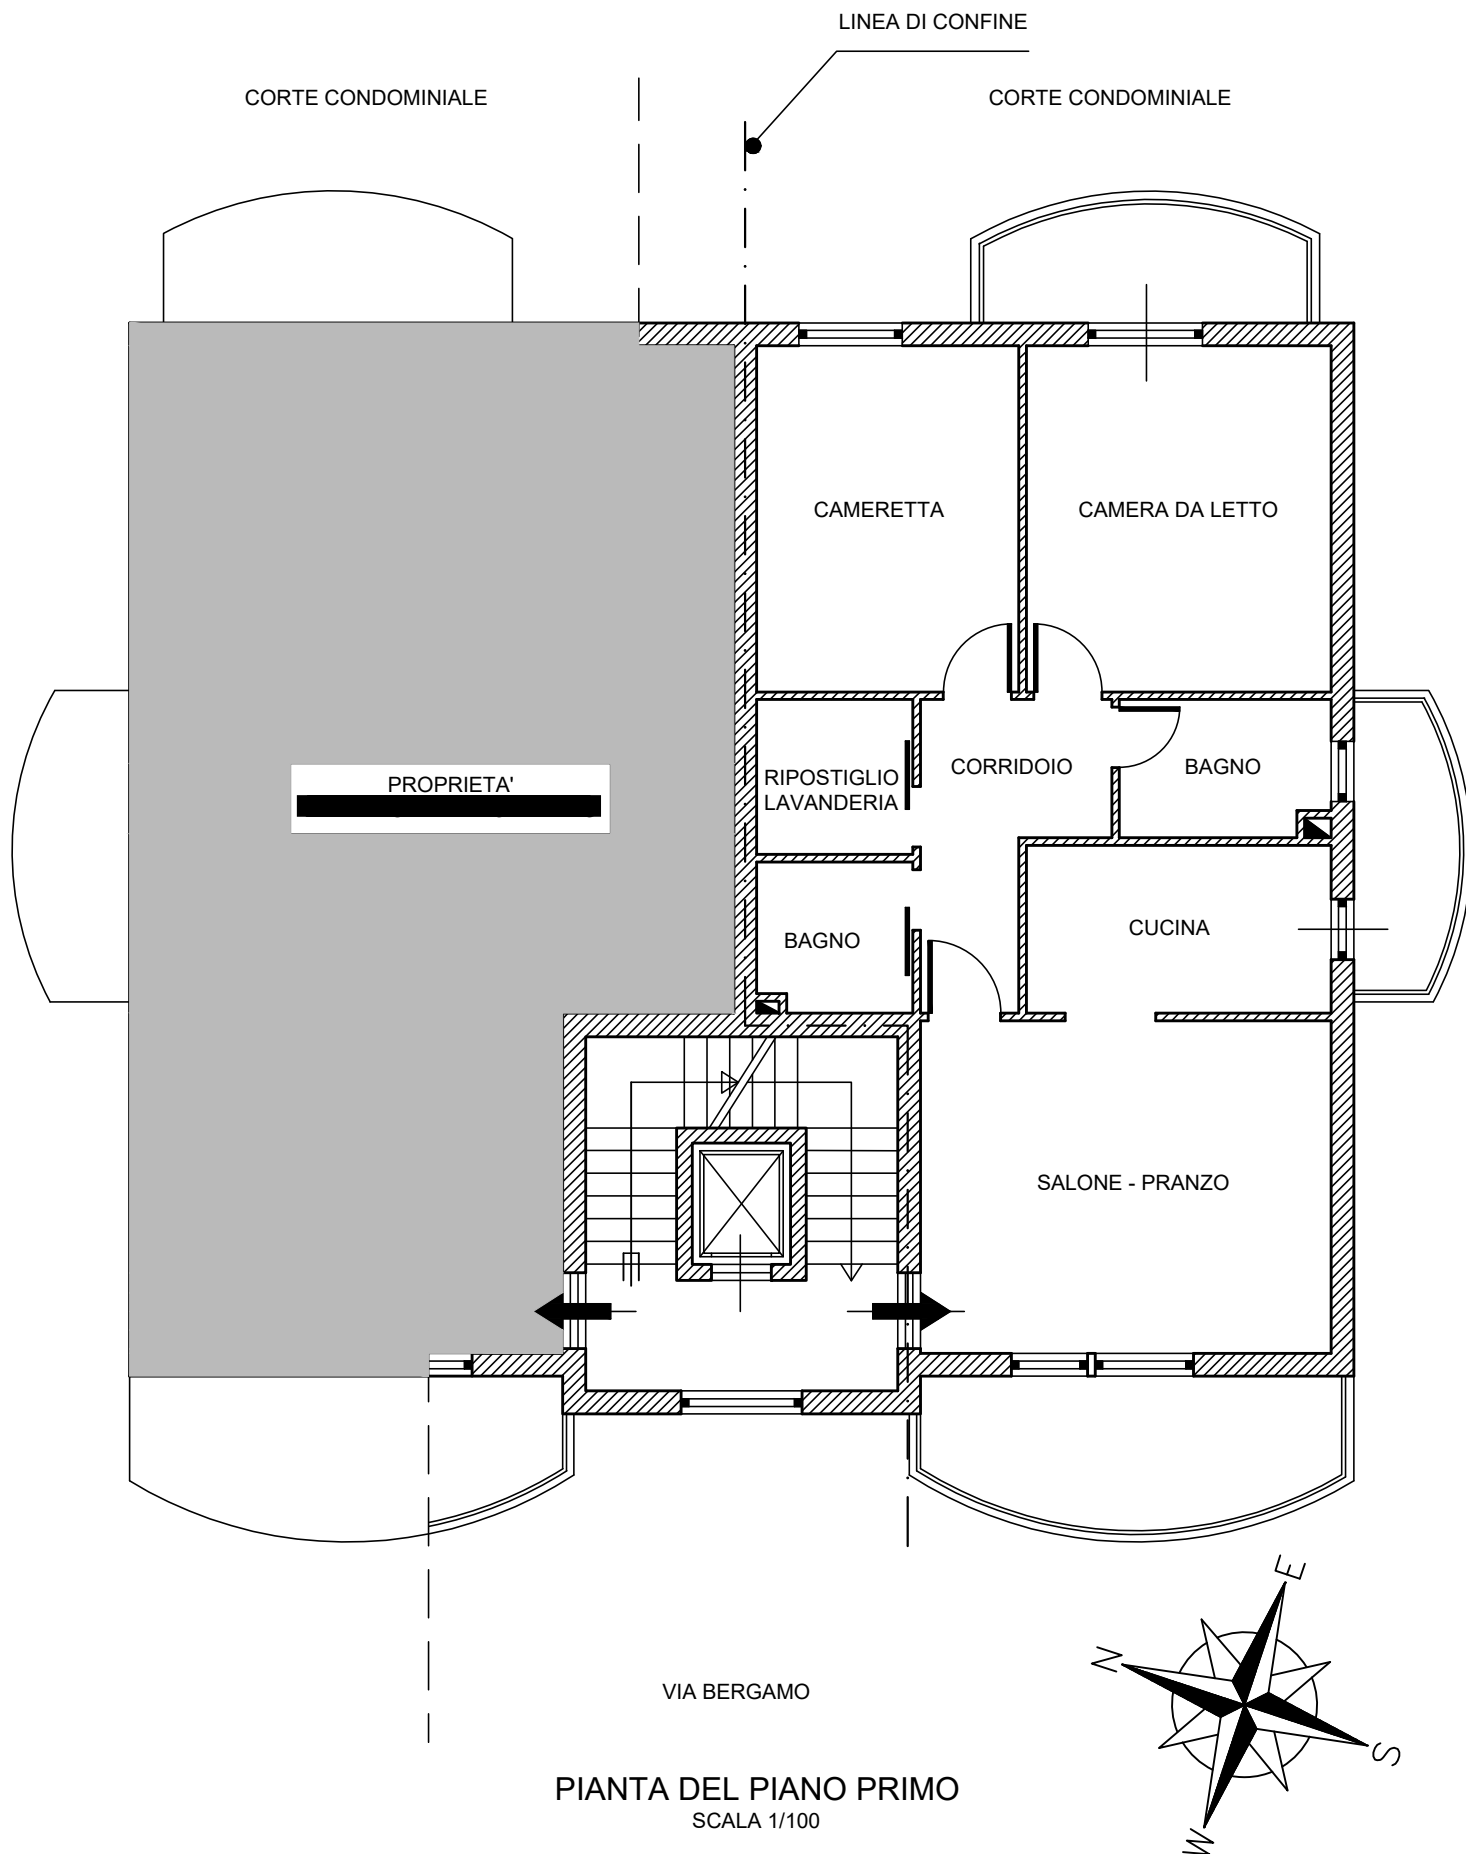 LINEA DI CONFINE
CORTE CONDOMINIALE
CORTE CONDOMINIALE
CAMERETTA
CAMERA DA LETTO
PROPRIETA'
RIPOSTIGLIO
LAVANDERIA
CORRIDOIO
BAGNO
BAGNO
CUCINA
SALONE - PRANZO
VIA BERGAMO
E
N
S
W
PIANTA DEL PIANO PRIMO
SCALA 1/100